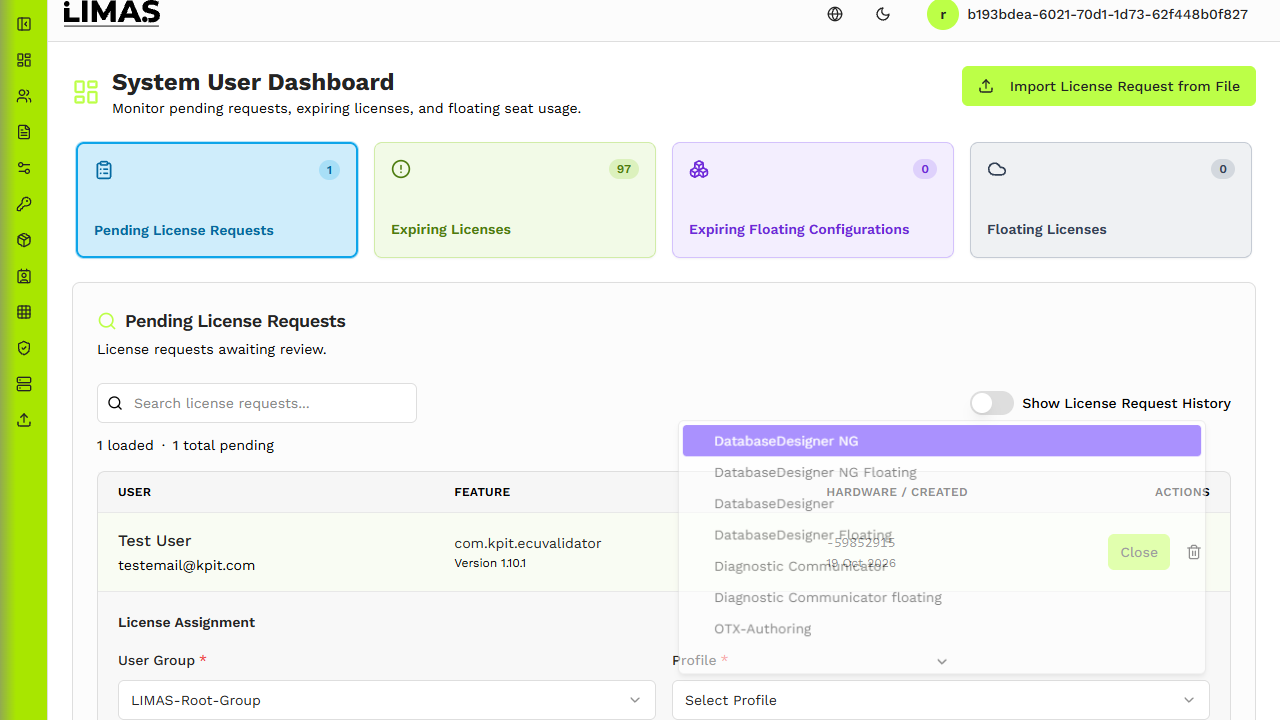 LIMAS
r
b193bdea-6021-70d1-1d73-62f448b0f827
System User Dashboard
Monitor pending requests, expiring licenses, and floating seat usage.
Import License Request from File
1
Pending License Requests
97
Expiring Licenses
0
Expiring Floating Configurations
0
Floating Licenses
Pending License Requests
License requests awaiting review.
Search license requests...
Show License Request History
1 loaded · 1 total pending
DatabaseDesigner NG
DatabaseDesigner NG Floating
DatabaseDesigner
DatabaseDesigner Floating
Diagnostic Communicator
Diagnostic Communicator floating
OTX-Authoring
USER
FEATURE
HARDWARE / CREATED
ACTIONS
Test User
testemail@kpit.com
com.kpit.ecuvalidator
Version 1.10.1
-59852915
19 Oct 2026
Close
License Assignment
User Group *
LIMAS-Root-Group
Profile *
Select Profile